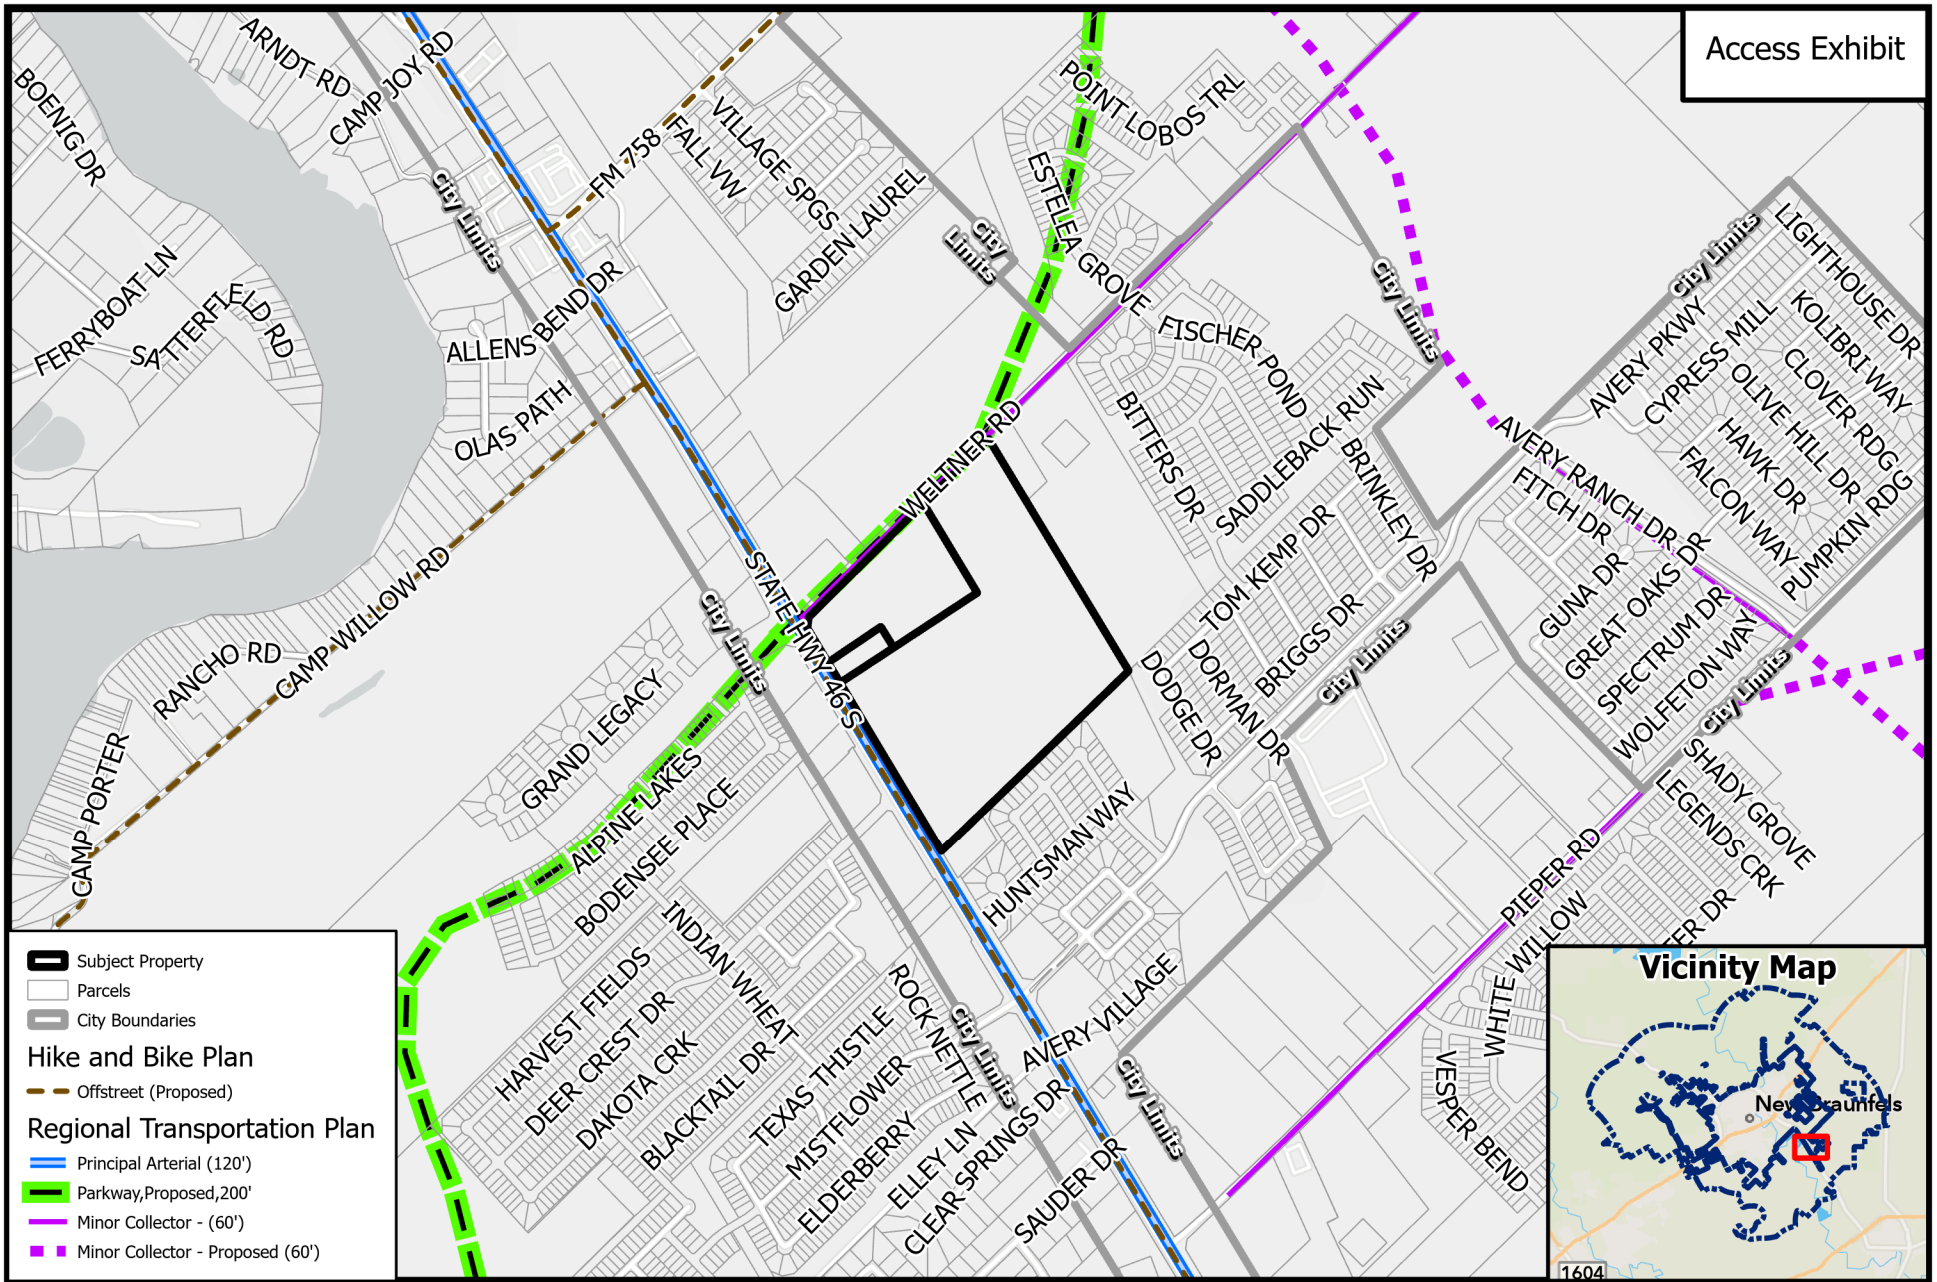 Access Exhibit
ARNDT RD
CAMP JOY RD
BOENIG DR
City Limits
FM 758
FALL VW
VILLAGE SPGS
GARDEN LAUREL
POINT LOBOS TRL
ESTELEA GROVE
City
Limits
City Limits
City Limits
LIGHTHOUSE DR
KOLIBRI WAY
CLOVER RDG
AVERY PKWY
CYPRESS MILL
OLIVE HILL DR
HAWK DR
FALCON WAY
PUMPKIN RDG
FERRYBOAT LN
SATTERFIELD RD
ALLENS BEND DR
OLAS PATH
FISCHER POND
BITTERS DR
SADDLEBACK RUN
BRINKLEY DR
AVERY RANCH DR
FITCH DR
WELTNER RD
TOM KEMP DR
GUNA DR
GREAT OAKS DR
SPECTRUM DR
WOLFETON WAY
STATE HWY 46 S
City Limits
CAMP WILLOW RD
RANCHO RD
DODGE DR
DORMAN DR
BRIGGS DR
City Limits
City Limits
GRAND LEGACY
ALPINE LAKES
BODENSEE PLACE
CAMP PORTER
HUNTSMAN WAY
SHADY GROVE
LEGENDS CRK
PIEPER RD
WHITE WILLOW
EER DR
VESPER BEND
INDIAN WHEAT
HARVEST FIELDS
DEER CREST DR
DAKOTA CRK
BLACKTAIL DR
TEXAS THISTLE
MISTFLOWER
ELDERBERRY
ROCK NETTLE
City Limits
AVERY VILLAGE
City Limits
ELLEY LN
CLEAR SPRINGS DR
SAUDER DR
Subject Property
Parcels
City Boundaries
Hike and Bike Plan
Offstreet (Proposed)
Regional Transportation Plan
Principal Arterial (120')
Parkway,Proposed,200'
Minor Collector - (60')
Minor Collector - Proposed (60')
Vicinity Map
New Braunfels
1604